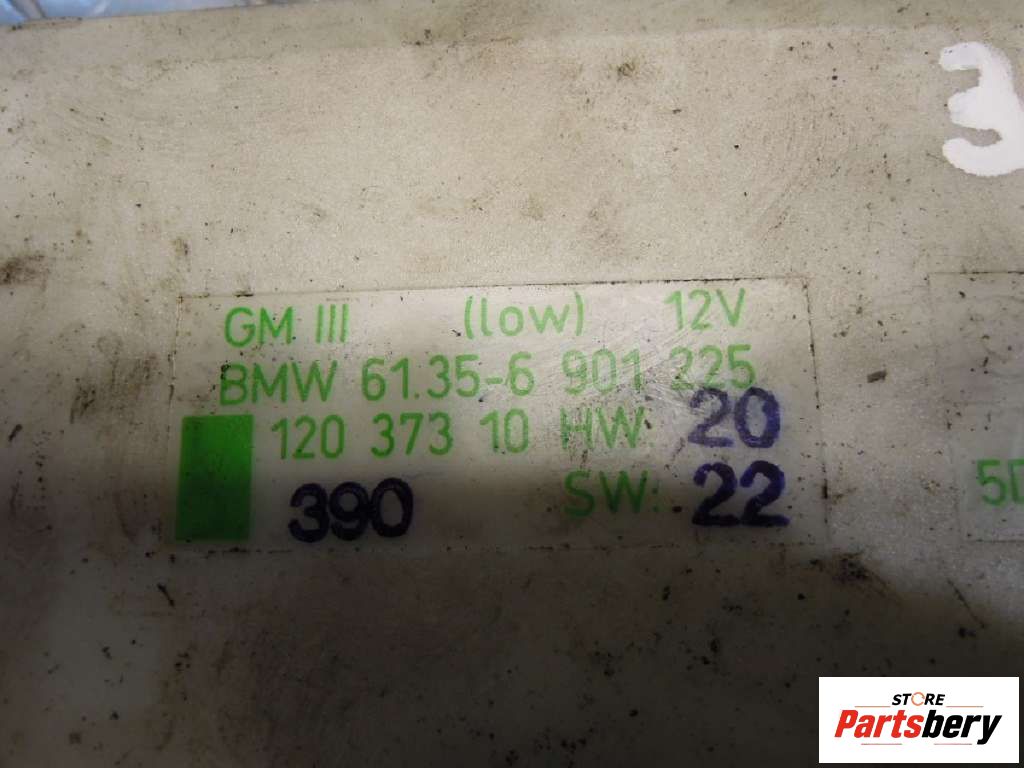 3
GM III (low) 12V
BMW 61.35-6 901 225
120 373 10 HW: 20
390 SW: 22
STORE
Partsbery